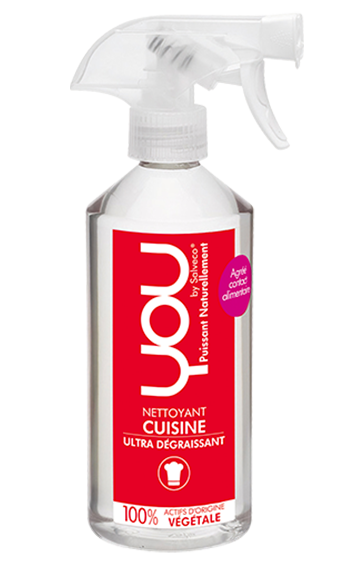 YOU
by Salveco®
Puissant Naturellement
Agréé
contact
alimentaire
NETTOYANT
CUISINE
ULTRA DÉGRAISSANT
100%
ACTIFS D'ORIGINE
VÉGÉTALE